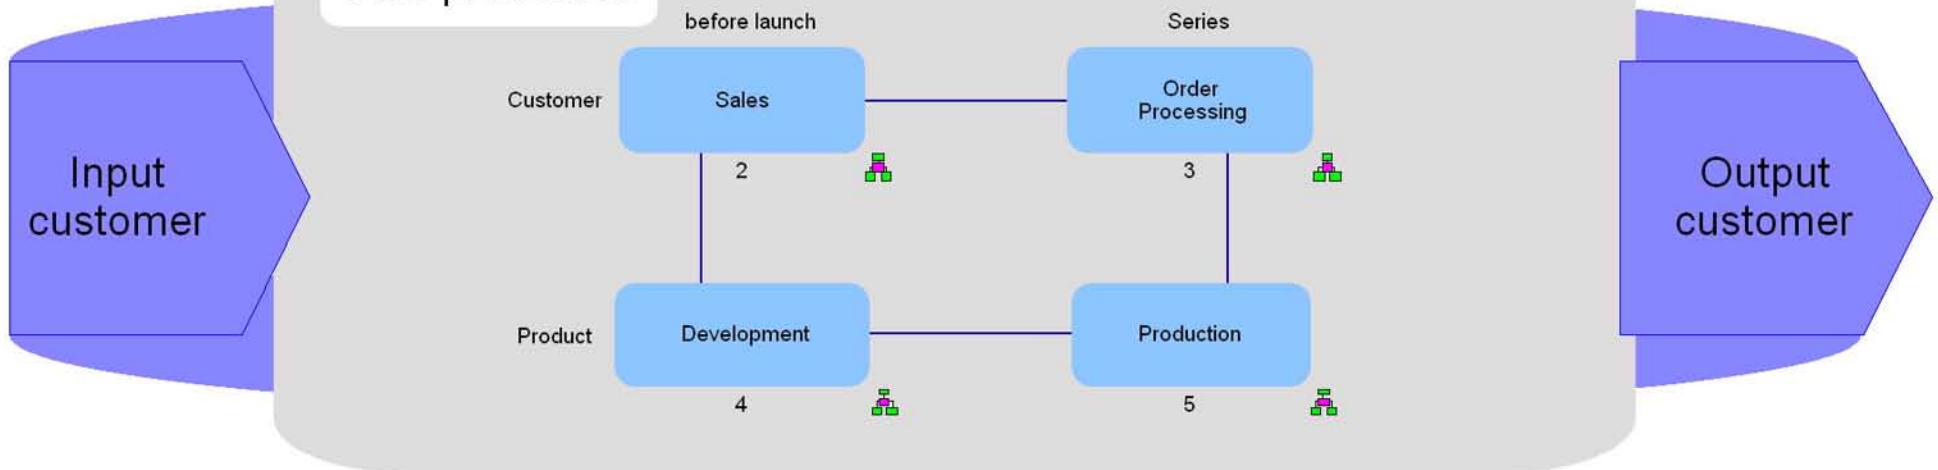 before launch
Series
Customer
Sales
Order
Processing
2
3
Input
customer
Output
customer
Product
Development
Production
4
5